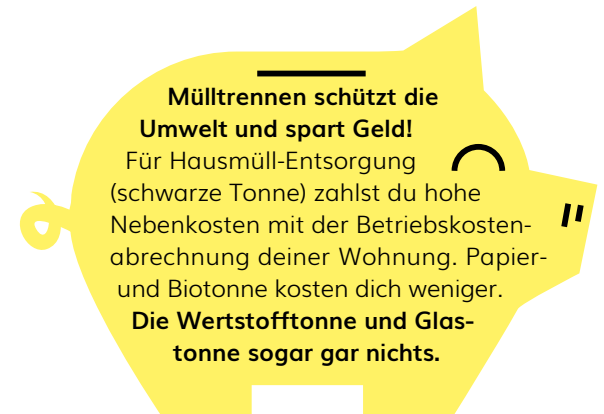 Mülltrennen schützt die
Umwelt und spart Geld!
Für Hausmüll-Entsorgung
(schwarze Tonne) zahlst du hohe
Nebenkosten mit der Betriebskosten-
abrechnung deiner Wohnung. Papier-
und Biotonne kosten dich weniger.
Die Wertstofftonne und Glas-
tonne sogar gar nichts.